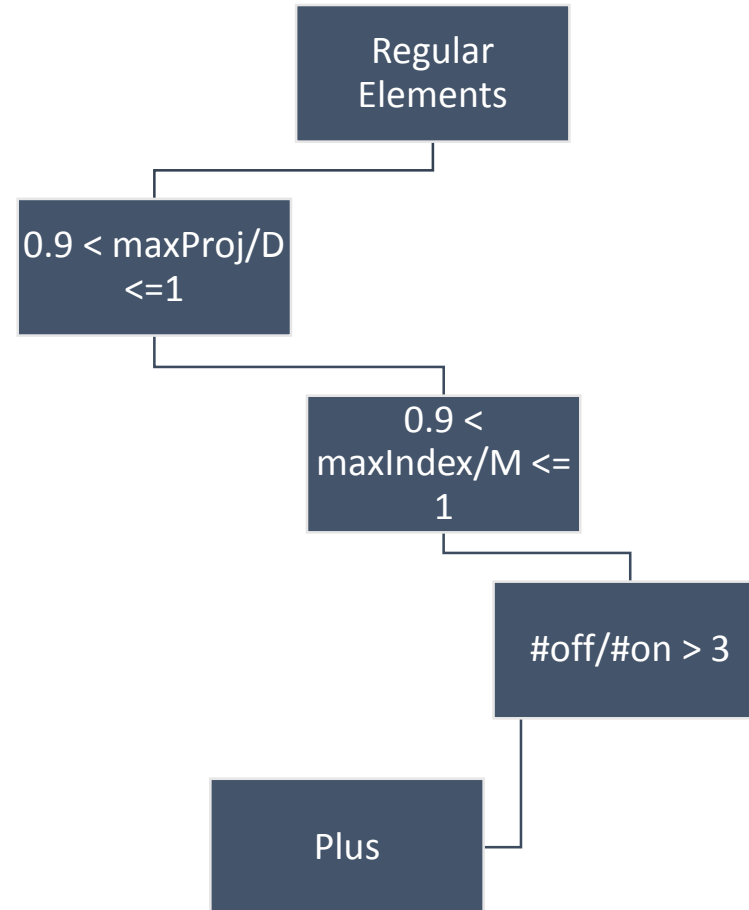 Regular
Elements
0.9 < maxProj/D
<=1
0.9 <
maxIndex/M <=
1
#off/#on > 3
Plus